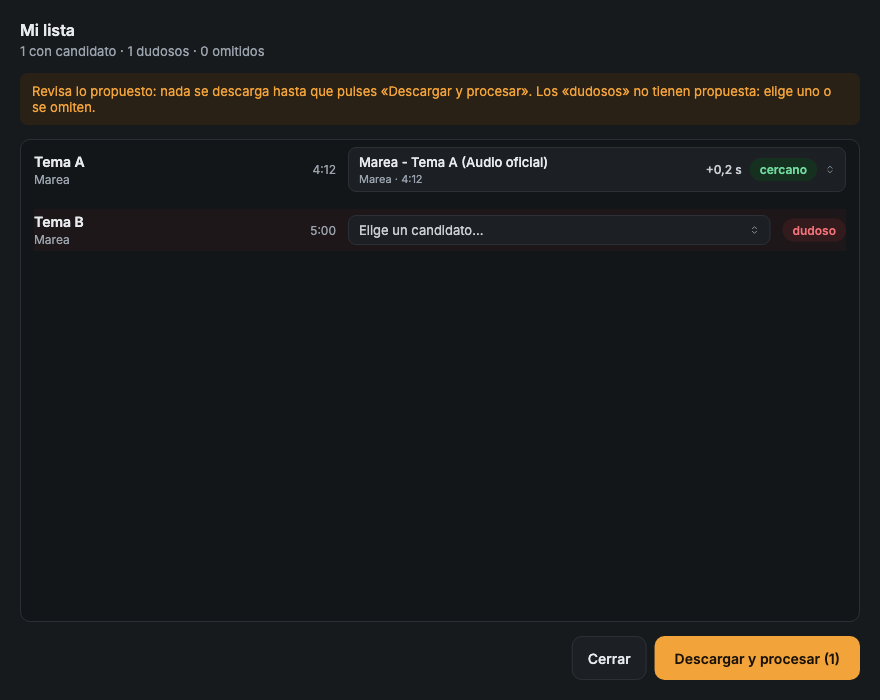 Mi lista
1 con candidato · 1 dudosos · 0 omitidos
Revisa lo propuesto: nada se descarga hasta que pulses «Descargar y procesar». Los «dudosos» no tienen propuesta: elige uno o
se omiten.
Tema A
Marea
4:12
Marea - Tema A (Audio oficial)
Marea · 4:12
+0,2 s
cercano
Tema B
Marea
5:00
Elige un candidato...
dudoso
Cerrar
Descargar y procesar (1)